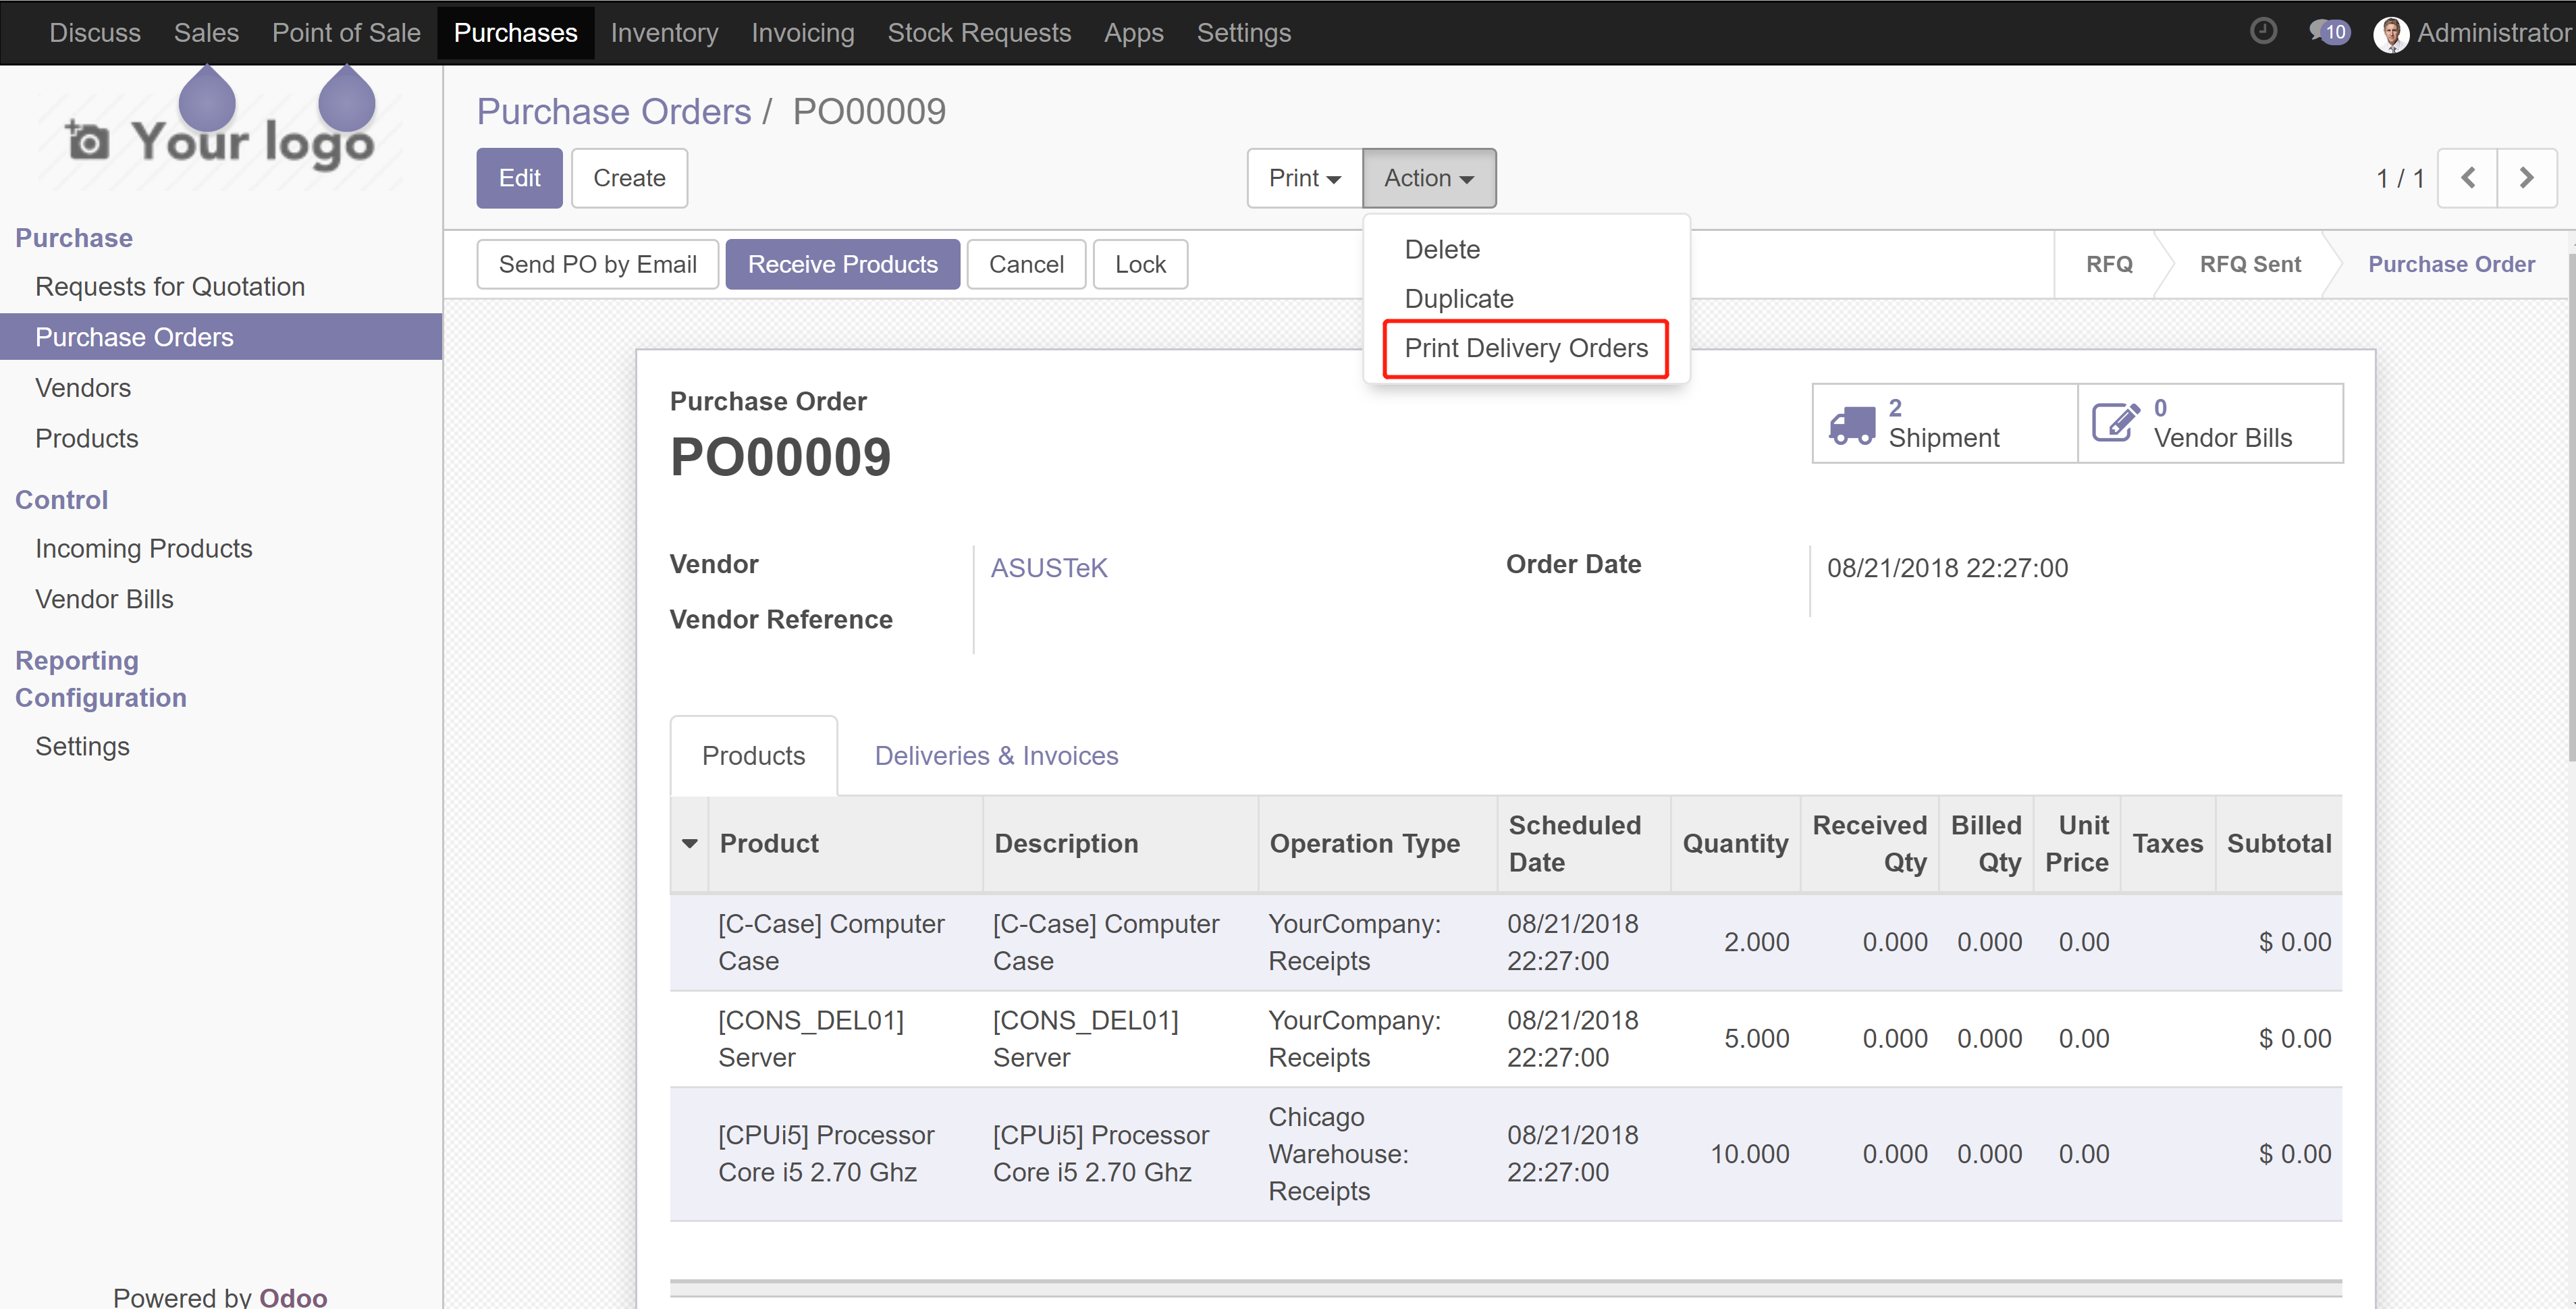 Discuss Sales Point of Sale Purchases Inventory Invoicing Stock Requests Apps Settings 10 Administrator
Your logo
Purchase
Requests for Quotation
Purchase Orders
Vendors
Products
Control
Incoming Products
Vendor Bills
Reporting
Configuration
Settings
Powered by Odoo
Purchase Orders / PO00009
Edit Create Print Action 1 / 1
Delete
Duplicate
Print Delivery Orders
Send PO by Email Receive Products Cancel Lock RFQ RFQ Sent Purchase Order
2
Shipment
0
Vendor Bills
Purchase Order
PO00009
Vendor ASUSTeK Order Date 08/21/2018 22:27:00
Vendor Reference
Products Deliveries & Invoices
Product Description Operation Type Scheduled Date Quantity Received Qty Billed Qty Unit Price Taxes Subtotal
[C-Case] Computer Case [C-Case] Computer Case YourCompany: Receipts 08/21/2018 22:27:00 2.000 0.000 0.000 0.00 $ 0.00
[CONS_DEL01] Server [CONS_DEL01] Server YourCompany: Receipts 08/21/2018 22:27:00 5.000 0.000 0.000 0.00 $ 0.00
[CPUi5] Processor Core i5 2.70 Ghz [CPUi5] Processor Core i5 2.70 Ghz Chicago Warehouse: Receipts 08/21/2018 22:27:00 10.000 0.000 0.000 0.00 $ 0.00